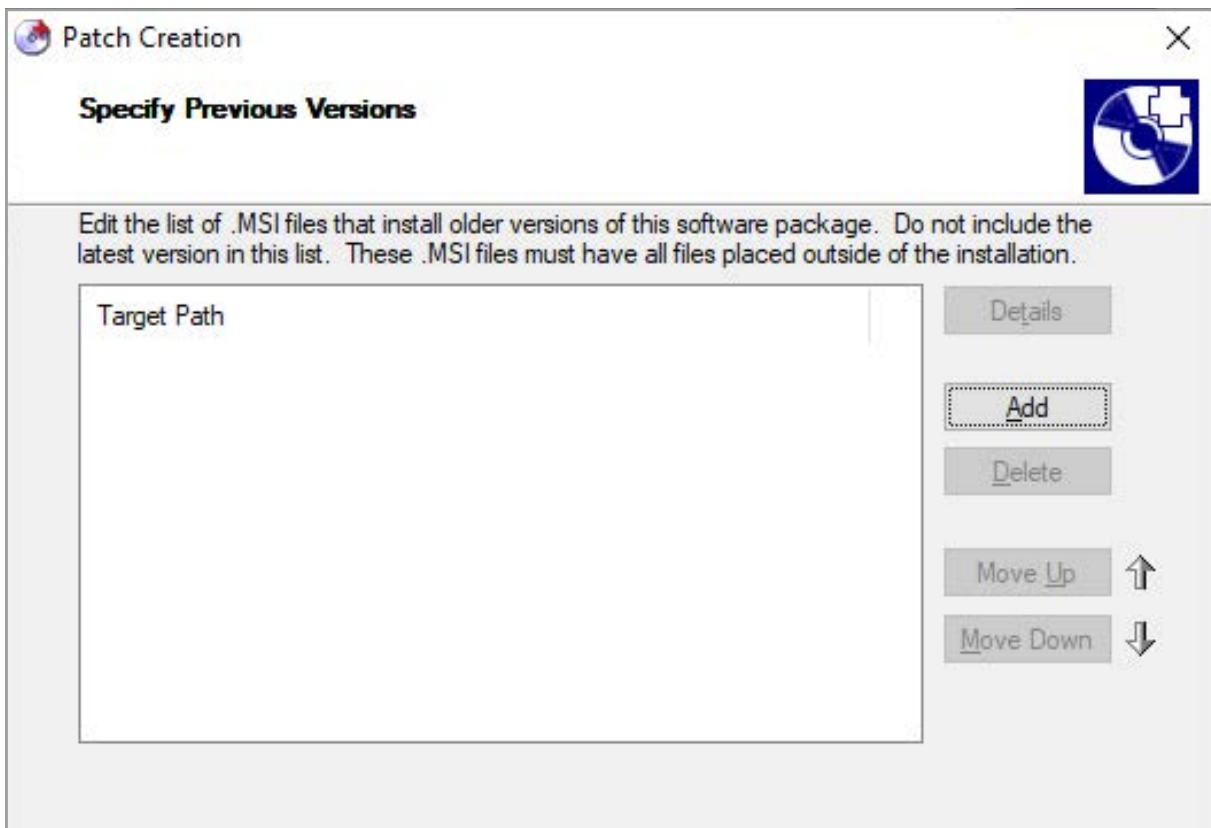 Patch Creation
Specify Previous Versions
Edit the list of .MSI files that install older versions of this software package. Do not include the
latest version in this list. These .MSI files must have all files placed outside of the installation.
Target Path
Details
Add
Delete
Move Up
Move Down